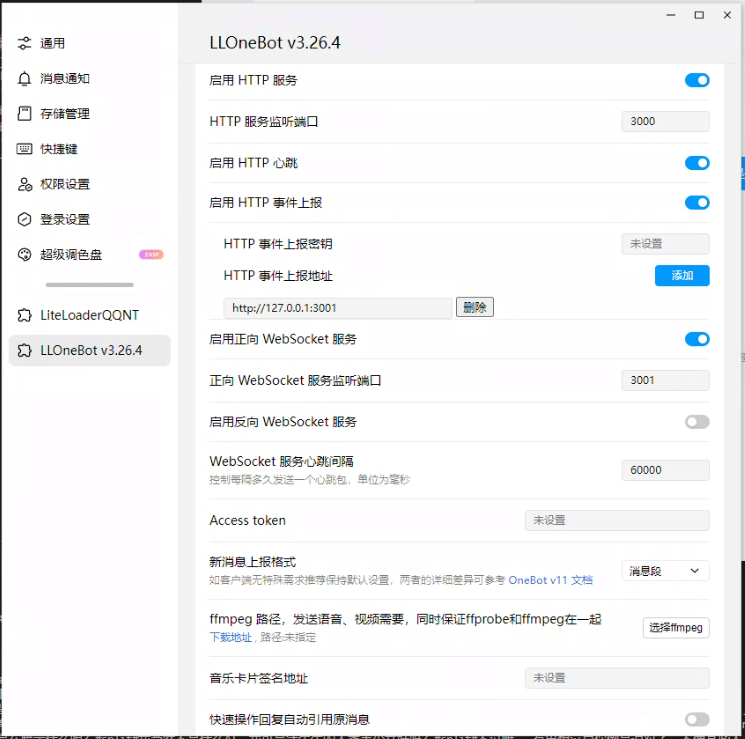 LLOneBot v3.26.4
通用
消息通知
存储管理
快捷键
权限设置
登录设置
超级调色盘 SVIP
LiteLoaderQQNT
LLOneBot v3.26.4
启用 HTTP 服务
HTTP 服务监听端口 3000
启用 HTTP 心跳
启用 HTTP 事件上报
HTTP 事件上报密钥 未设置
HTTP 事件上报地址 添加
http://127.0.0.1:3001 删除
启用正向 WebSocket 服务
正向 WebSocket 服务监听端口 3001
启用反向 WebSocket 服务
WebSocket 服务心跳间隔 60000
控制每隔多久发送一个心跳包，单位为毫秒
Access token 未设置
新消息上报格式 消息段
如客户端无特殊需求推荐保持默认设置，两者的详细差异可参考 OneBot v11 文档
ffmpeg 路径，发送语音、视频需要，同时保证ffprobe和ffmpeg在一起 选择ffmpeg
下载地址 , 路径:未指定
音乐卡片签名地址 未设置
快速操作回复自动引用原消息